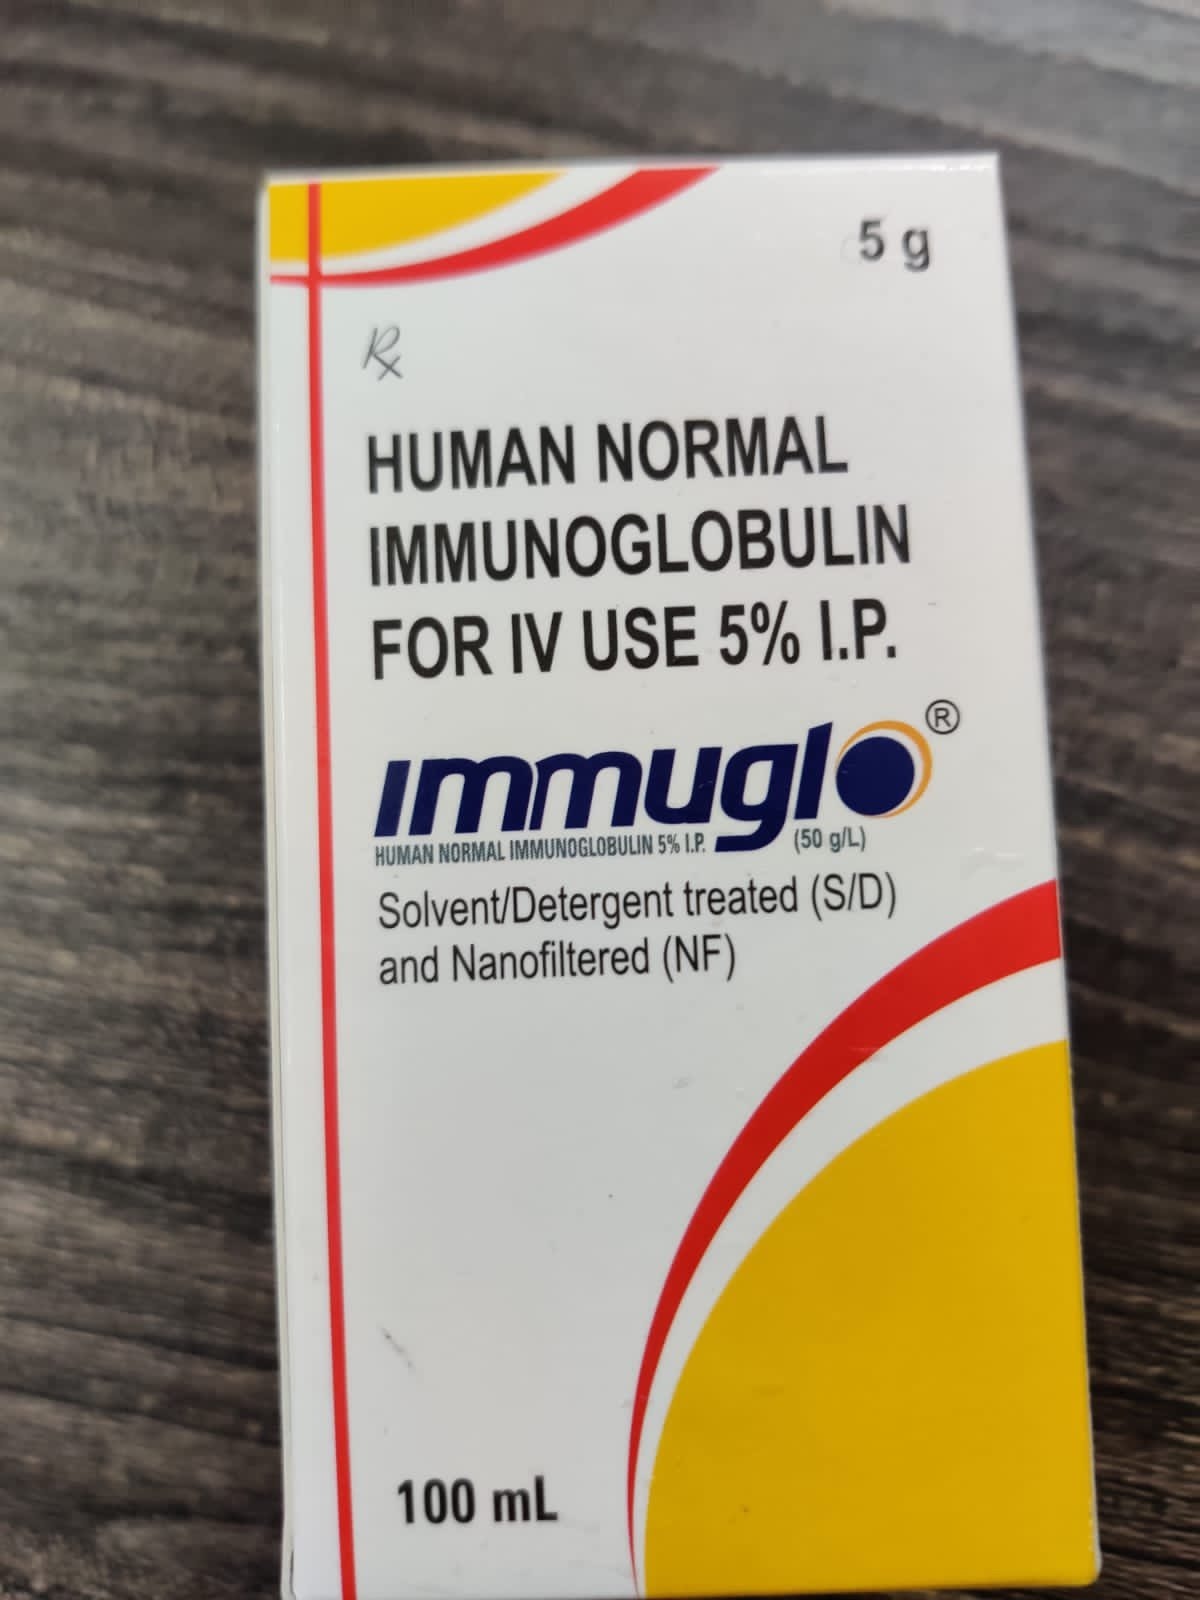 5 g
Rx
HUMAN NORMAL
IMMUNOGLOBULIN
FOR IV USE 5% I.P.
Immuglo®
HUMAN NORMAL IMMUNOGLOBULIN 5% I.P. (50 g/L)
Solvent/Detergent treated (S/D)
and Nanofiltered (NF)
100 mL